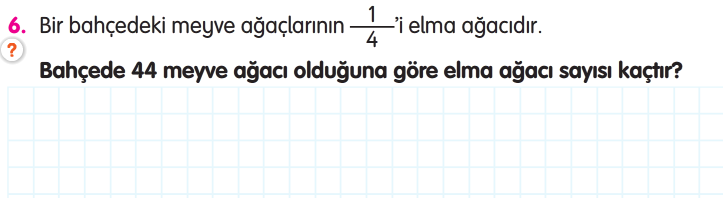 6. Bir bahçedeki meyve ağaçlarının 1/4'i elma ağacıdır.
?
Bahçede 44 meyve ağacı olduğuna göre elma ağacı sayısı kaçtır?